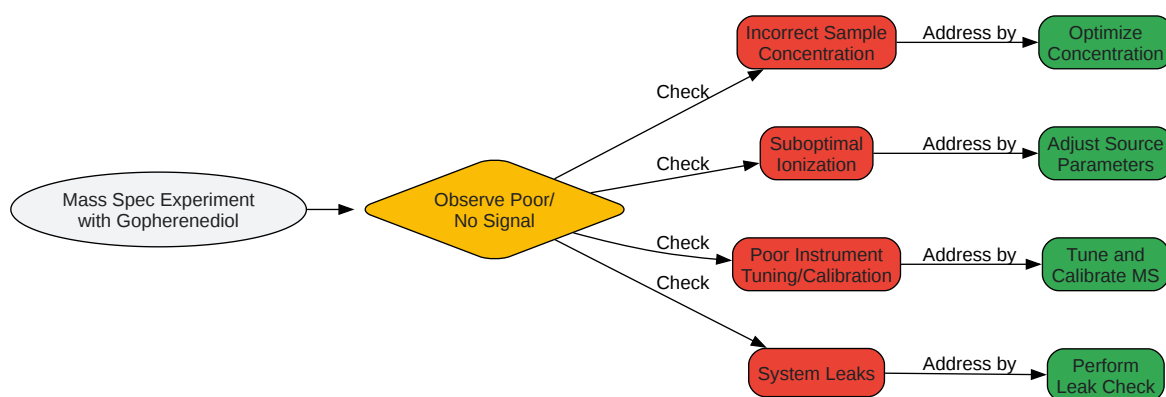 Mass Spec Experiment
with Gopherenediol
Observe Poor/
No Signal
Check
Incorrect Sample
Concentration
Address by
Optimize
Concentration
Check
Suboptimal
Ionization
Address by
Adjust Source
Parameters
Check
Poor Instrument
Tuning/Calibration
Address by
Tune and
Calibrate MS
Check
System Leaks
Address by
Perform
Leak Check